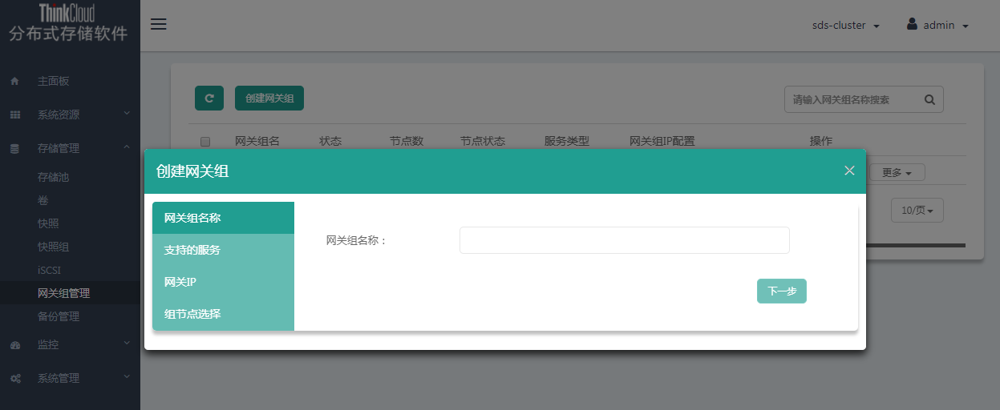 ThinkCloud
分布式存储软件
sds-cluster
admin
主面板
系统资源
存储管理
存储池
卷
快照
快照组
iSCSI
网关组管理
备份管理
监控
系统管理
创建网关组
请输入网关组名称搜索
网关组名 状态 节点数 节点状态 服务类型 网关组IP配置 操作
更多
10/页
创建网关组
网关组名称
支持的服务
网关IP
组节点选择
网关组名称：
下一步